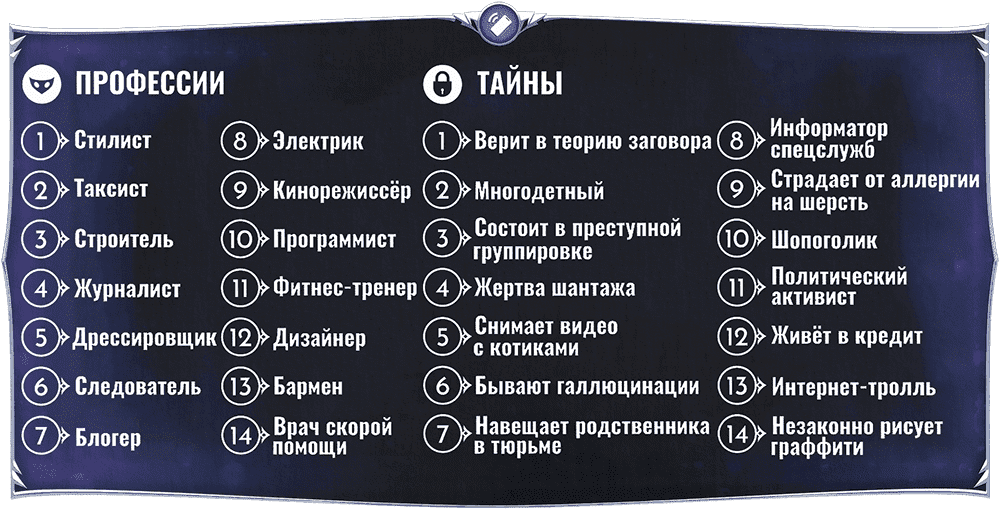 ПРОФЕССИИ
1 Стилист
2 Таксист
3 Строитель
4 Журналист
5 Дрессировщик
6 Следователь
7 Блогер
8 Электрик
9 Кинорежиссёр
10 Программист
11 Фитнес-тренер
12 Дизайнер
13 Бармен
14 Врач скорой
помощи
ТАЙНЫ
1 Верит в теорию заговора
2 Многодетный
3 Состоит в преступной
группировке
4 Жертва шантажа
5 Снимает видео
с котиками
6 Бывают галлюцинации
7 Навещает родственника
в тюрьме
8 Информатор
спецслужб
9 Страдает от аллергии
на шерсть
10 Шопоголик
11 Политический
активист
12 Живёт в кредит
13 Интернет-тролль
14 Незаконно рисует
граффити